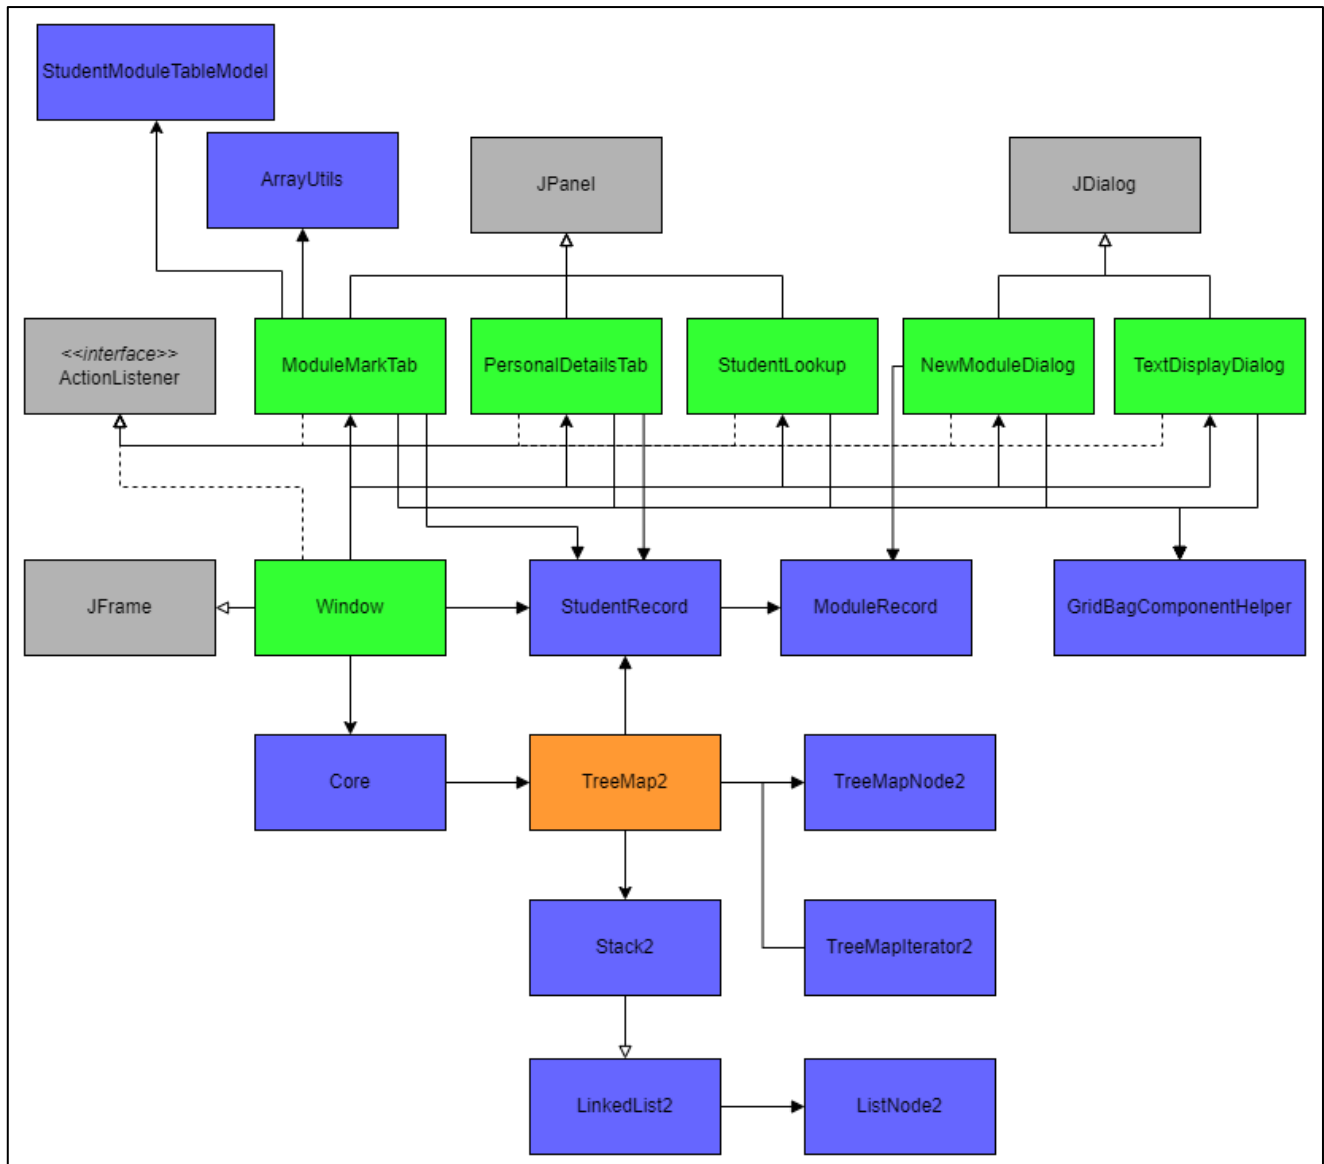 StudentModuleTableModel
ArrayUtils
JPanel
JDialog
<<interface>>
ActionListener
ModuleMarkTab
PersonalDetailsTab
StudentLookup
NewModuleDialog
TextDisplayDialog
JFrame
Window
StudentRecord
ModuleRecord
GridBagComponentHelper
Core
TreeMap2
TreeMapNode2
Stack2
TreeMapIterator2
LinkedList2
ListNode2